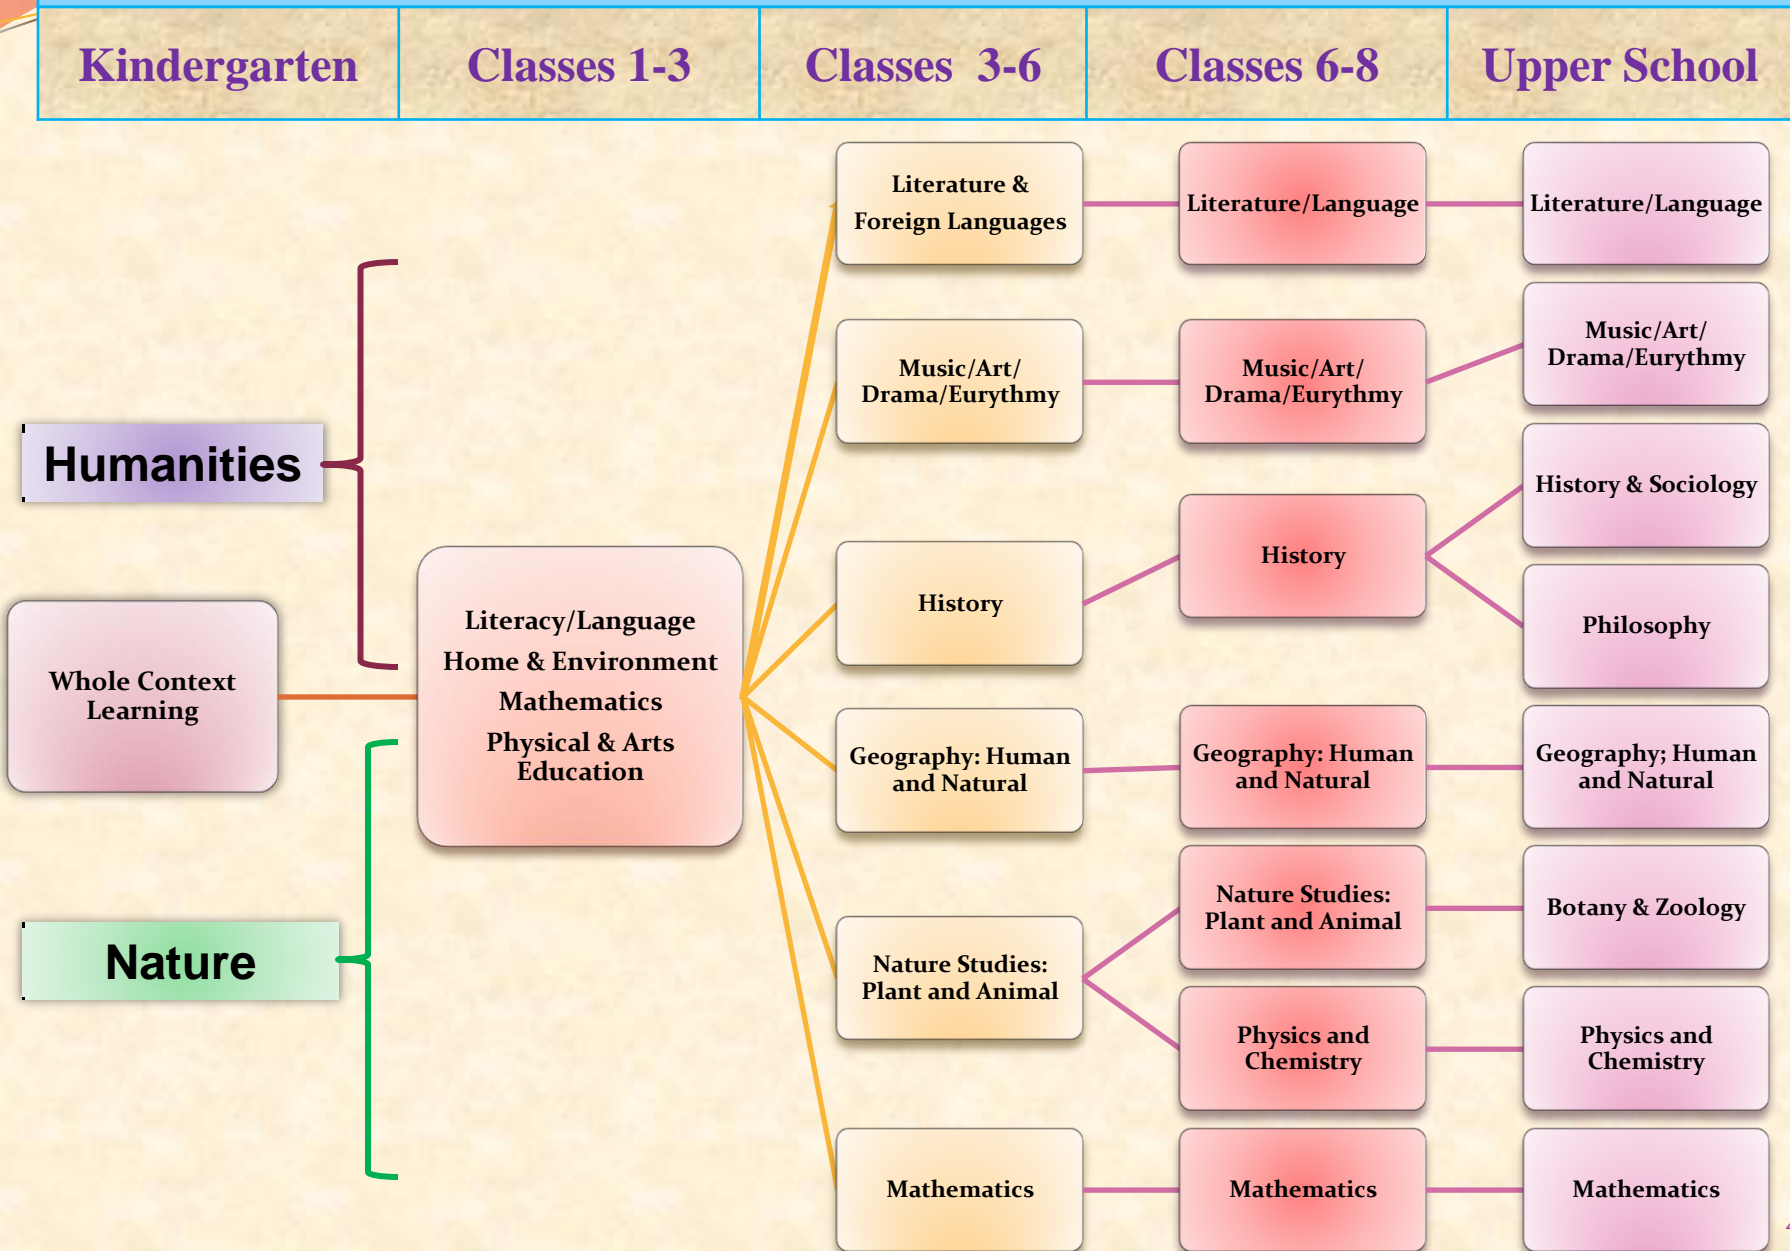 Kindergarten
Classes 1-3
Classes 3-6
Classes 6-8
Upper School
Humanities
Nature
Whole Context
Learning
Literacy/Language
Home & Environment
Mathematics
Physical & Arts
Education
Literature &
Foreign Languages
Music/Art/
Drama/Eurythmy
History
Geography: Human
and Natural
Nature Studies:
Plant and Animal
Mathematics
Literature/Language
Music/Art/
Drama/Eurythmy
History
Geography: Human
and Natural
Nature Studies:
Plant and Animal
Physics and
Chemistry
Mathematics
Literature/Language
Music/Art/
Drama/Eurythmy
History & Sociology
Philosophy
Geography; Human
and Natural
Botany & Zoology
Physics and
Chemistry
Mathematics